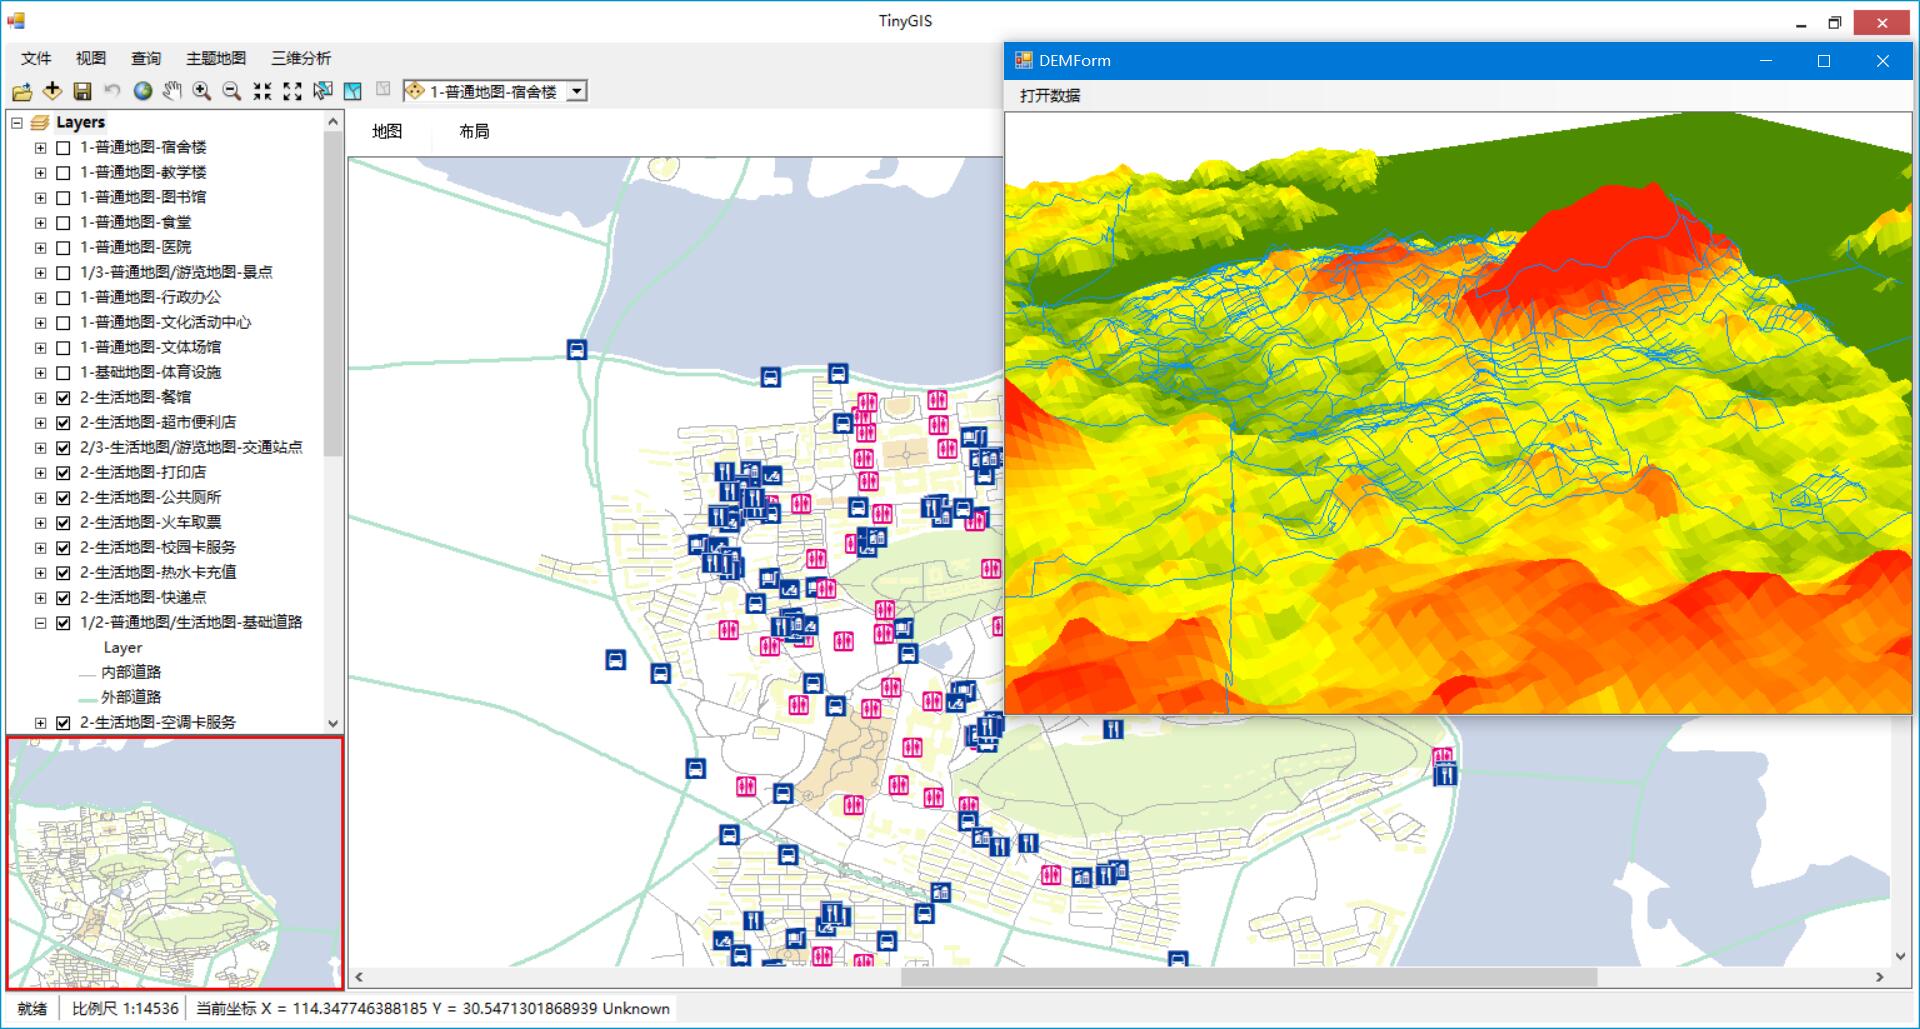 TinyGIS
文件 视图 查询 主题地图 三维分析
1-普通地图-宿舍楼
Layers
1-普通地图-宿舍楼
1-普通地图-教学楼
1-普通地图-图书馆
1-普通地图-食堂
1-普通地图-医院
1/3-普通地图/游览地图-景点
1-普通地图-行政办公
1-普通地图-文化活动中心
1-普通地图-文体场馆
1-基础地图-体育设施
2-生活地图-餐馆
2-生活地图-超市便利店
2/3-生活地图/游览地图-交通站点
2-生活地图-打印店
2-生活地图-公共厕所
2-生活地图-火车取票
2-生活地图-校园卡服务
2-生活地图-热水卡充值
2-生活地图-快递点
1/2-普通地图/生活地图-基础道路
Layer
内部道路
外部道路
2-生活地图-空调卡服务
地图 布局
DEMForm
打开数据
N
就绪 比例尺 1:14536 当前坐标 X = 114.347746388185 Y = 30.5471301868939 Unknown